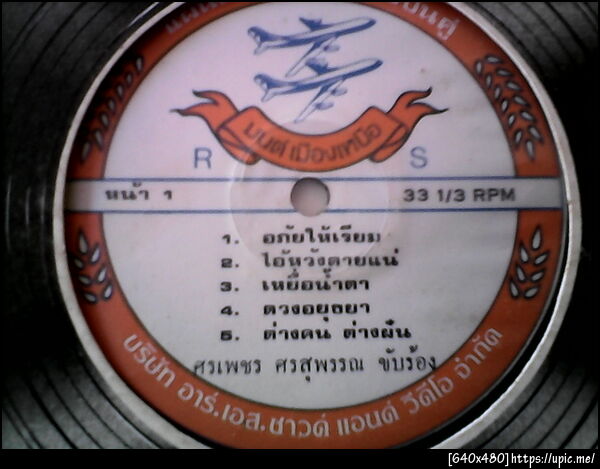 มนต์เมืองเหนือ
R S
หน้า 1 33 1/3 RPM
1. อภัยให้เรียม
2. ไอ้หวังตายแน่
3. เหยื่อน้ำตา
4. ดวงอยุธยา
5. ต่างคน ต่างฝัน
ศรเพชร ศรสุพรรณ ขับร้อง
บริษัท อาร์.เอส.ซาวด์ แอนด์ วีดีโอ จำกัด
[640x480]https://upic.me/